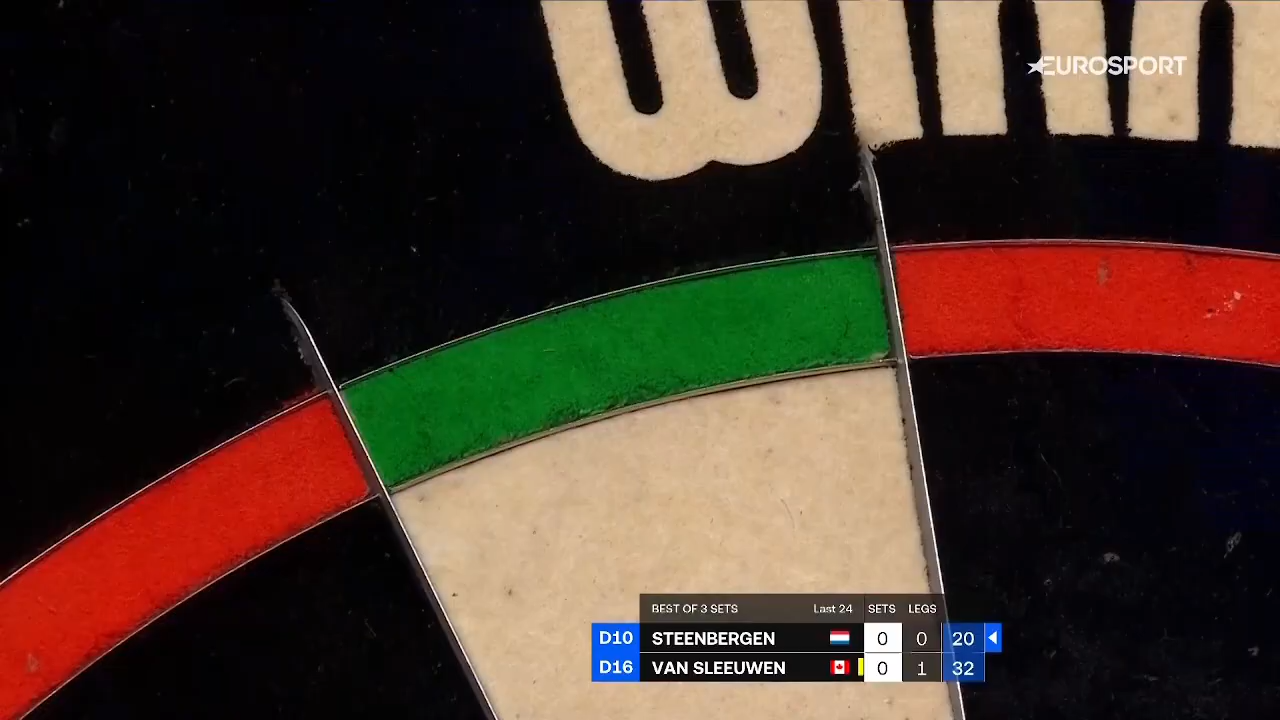 winn
EUROSPORT
BEST OF 3 SETS Last 24 SETS LEGS
D10 STEENBERGEN 0 0 20
D16 VAN SLEEUWEN 0 1 32